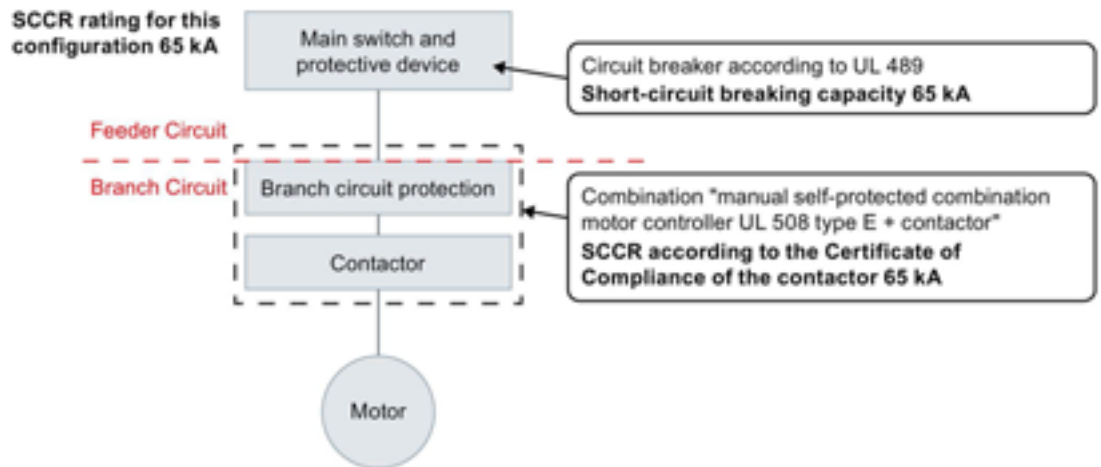 SCCR rating for this
configuration 65 kA
Main switch and
protective device
Circuit breaker according to UL 489
Short-circuit breaking capacity 65 kA
Feeder Circuit
Branch Circuit
Branch circuit protection
Combination "manual self-protected combination
motor controller UL 508 type E + contactor"
SCCR according to the Certificate of
Compliance of the contactor 65 kA
Contactor
Motor